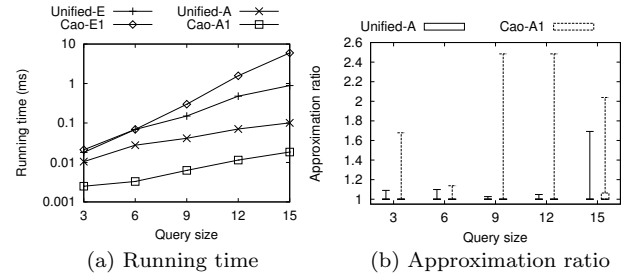 Unified-E
Cao-E1
Unified-A
Cao-A1
Running time (ms)
10
1
0.1
0.01
0.001
3 6 9 12 15
Query size
(a) Running time
Unified-A
Cao-A1
Approximation ratio
2.6
2.4
2.2
2
1.8
1.6
1.4
1.2
1
3 6 9 12 15
Query size
(b) Approximation ratio